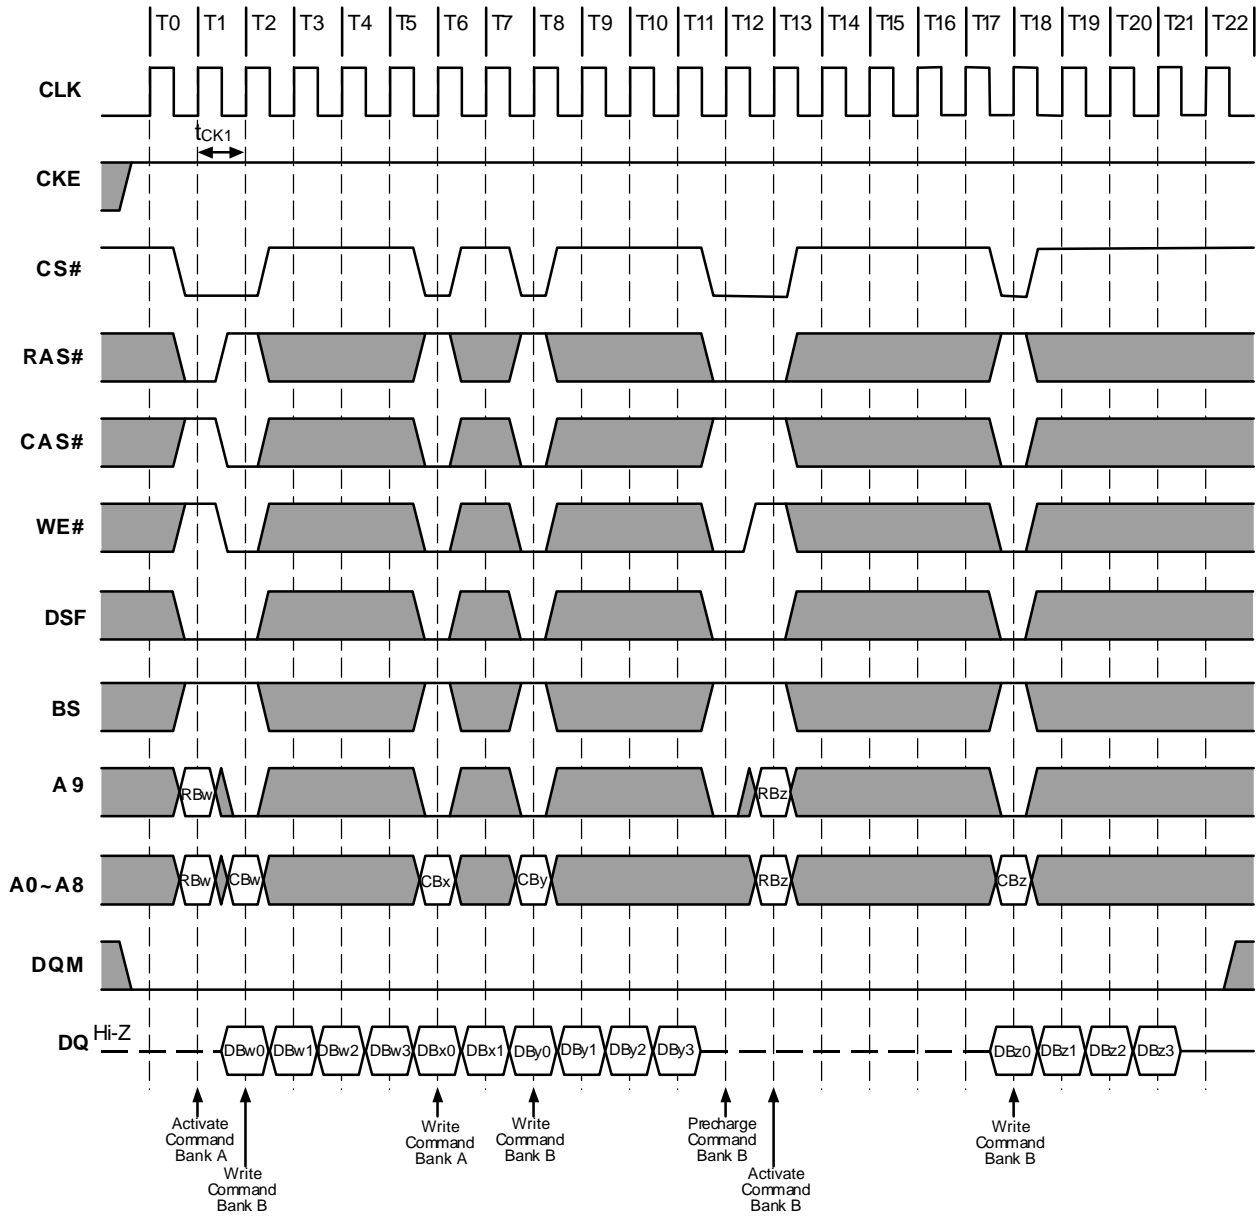 T0 T1 T2 T3 T4 T5 T6 T7 T8 T9 T10 T11 T12 T13 T14 T15 T16 T17 T18 T19 T20 T21 T22
CLK
tCK1
CKE
CS#
RAS#
CAS#
WE#
DSF
BS
A9 RBw RBz
A0~A8 RBw CBw CBx CBy RBz CBz
DQM
DQ Hi-Z DBw0 DBw1 DBw2 DBw3 DBx0 DBx1 DBy0 DBy1 DBy2 DBy3 DBz0 DBz1 DBz2 DBz3
Activate
Command
Bank A
Write
Command
Bank B
Write
Command
Bank A
Write
Command
Bank B
Precharge
Command
Bank B
Activate
Command
Bank B
Write
Command
Bank B